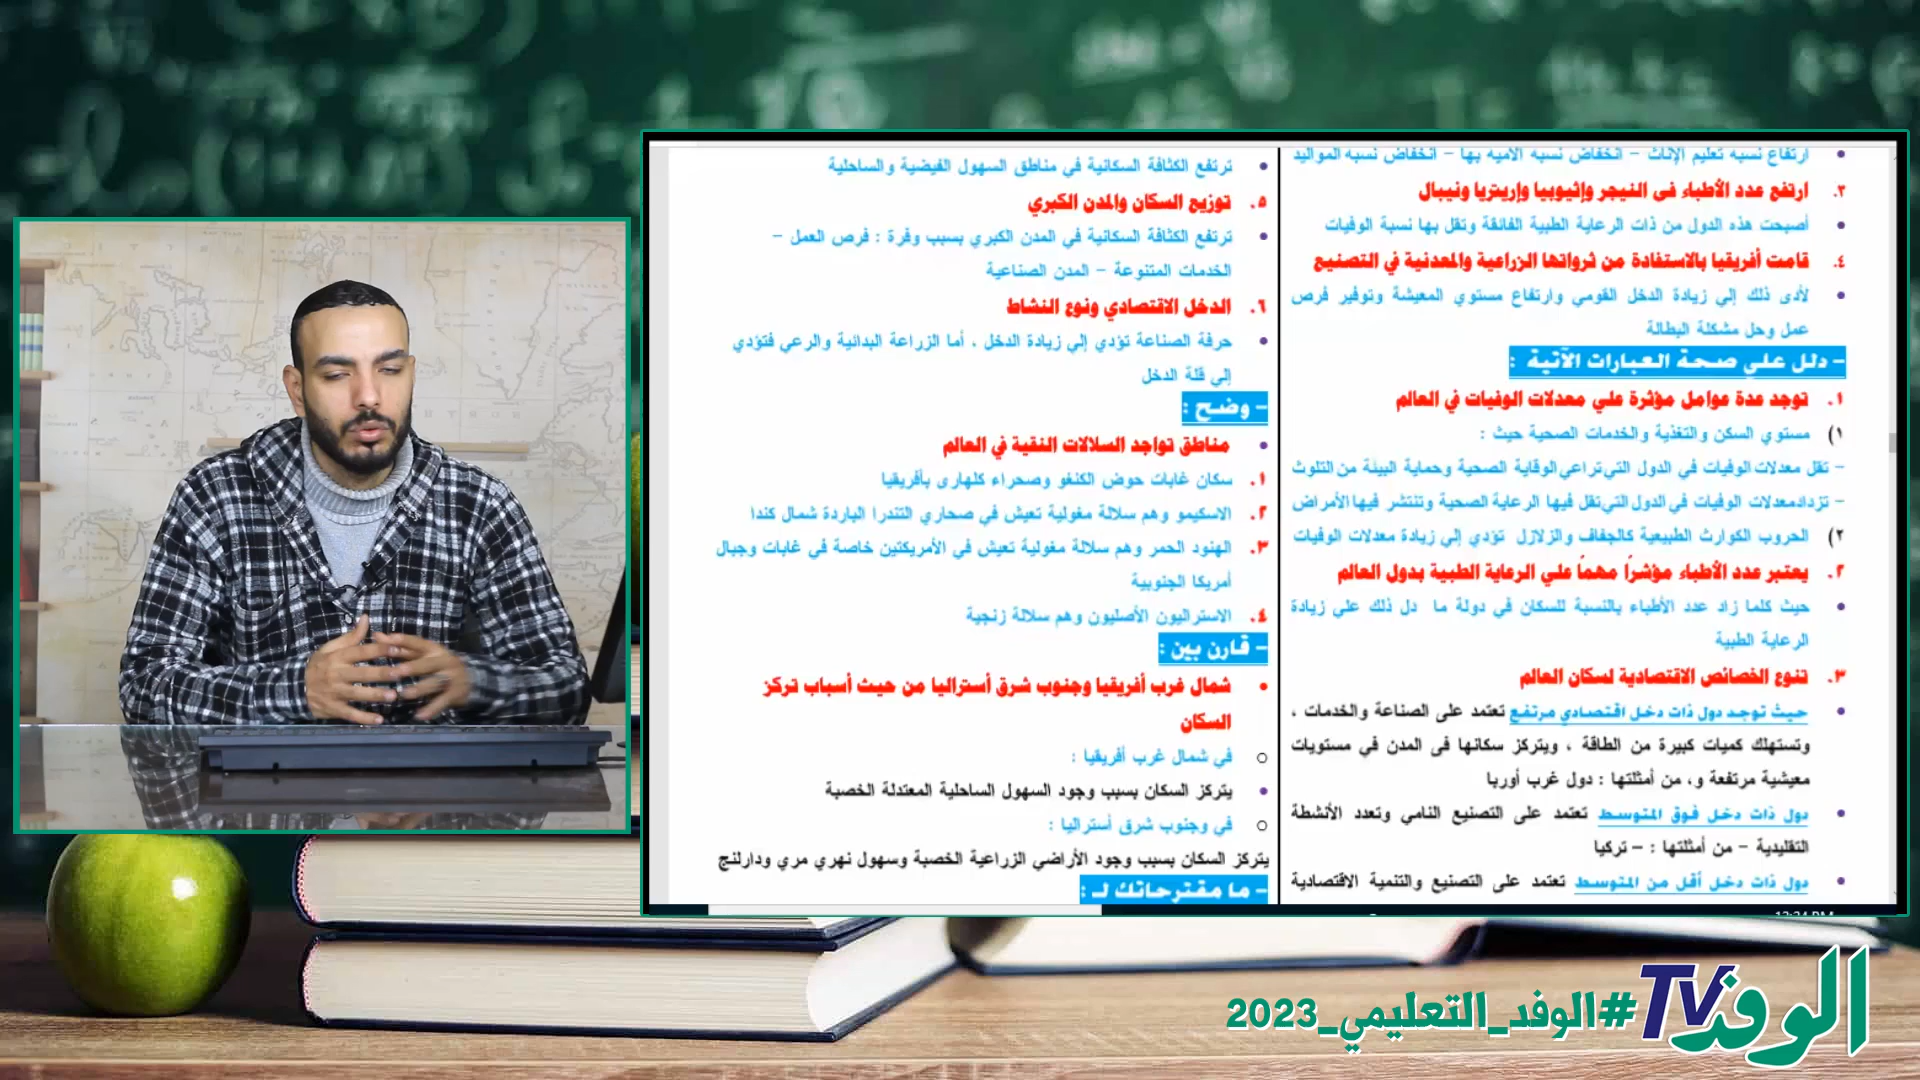 ارتفاع نسبة تعليم الإناث – انخفاض نسبة الأمية بها – انخفاض نسبة المواليد
٣. ارتفع عدد الأطباء فى النيجر وإثيوبيا وإريتريا ونيبال
أصبحت هذه الدول من ذات الرعاية الطبية الفائقة وتقل بها نسبة الوفيات
٤. قامت أفريقيا بالاستفادة من ثرواتها الزراعية والمعدنية في التصنيع
لأدى ذلك إلي زيادة الدخل القومي وارتفاع مستوي المعيشة وتوفير فرص
عمل وحل مشكلة البطالة
- دلل علي صحة العبارات الآتية :
١. توجد عدة عوامل مؤثرة علي معدلات الوفيات في العالم
١) مستوي السكن والتغذية والخدمات الصحية حيث :
– تقل معدلات الوفيات في الدول التي تراعي الوقاية الصحية وحماية البيئة من التلوث
– تزداد معدلات الوفيات في الدول التي تقل فيها الرعاية الصحية وتنتشر فيها الأمراض
٢) الحروب الكوارث الطبيعية كالجفاف والزلازل تؤدي إلي زيادة معدلات الوفيات
٢. يعتبر عدد الأطباء مؤشرًا مهمًا علي الرعاية الطبية بدول العالم
حيث كلما زاد عدد الأطباء بالنسبة للسكان في دولة ما دل ذلك علي زيادة
الرعاية الطبية
٣. تنوع الخصائص الاقتصادية لسكان العالم
حيث توجد دول ذات دخل اقتصادي مرتفع تعتمد على الصناعة والخدمات ،
وتستهلك كميات كبيرة من الطاقة ، ويتركز سكانها فى المدن في مستويات
معيشية مرتفعة و، من أمثلتها : دول غرب أوربا
دول ذات دخل فوق المتوسط تعتمد على التصنيع النامي وتعدد الأنشطة
التقليدية – من أمثلتها : – تركيا
دول ذات دخل أقل من المتوسط تعتمد على التصنيع والتنمية الاقتصادية
ترتفع الكثافة السكانية في مناطق السهول الفيضية والساحلية
٥. توزيع السكان والمدن الكبري
ترتفع الكثافة السكانية في المدن الكبري بسبب وفرة : فرص العمل –
الخدمات المتنوعة – المدن الصناعية
٦. الدخل الاقتصادي ونوع النشاط
حرفة الصناعة تؤدي إلي زيادة الدخل ، أما الزراعة البدائية والرعي فتؤدي
إلي قلة الدخل
- وضح :
مناطق تواجد السلالات النقية في العالم
١. سكان غابات حوض الكنغو وصحراء كلهارى بأفريقيا
٢. الاسكيمو وهم سلالة مغولية تعيش في صحاري التندرا الباردة شمال كندا
٣. الهنود الحمر وهم سلالة مغولية تعيش في الأمريكتين خاصة في غابات وجبال
أمريكا الجنوبية
٤. الاستراليون الأصليون وهم سلالة زنجية
- قارن بين :
شمال غرب أفريقيا وجنوب شرق أستراليا من حيث أسباب تركز
السكان
في شمال غرب أفريقيا :
يتركز السكان بسبب وجود السهول الساحلية المعتدلة الخصبة
في وجنوب شرق أستراليا :
يتركز السكان بسبب وجود الأراضي الزراعية الخصبة وسهول نهري مري ودارلنج
- ما مقترحاتك لـ :
#الوفد_التعليمي_2023
الوفد TV